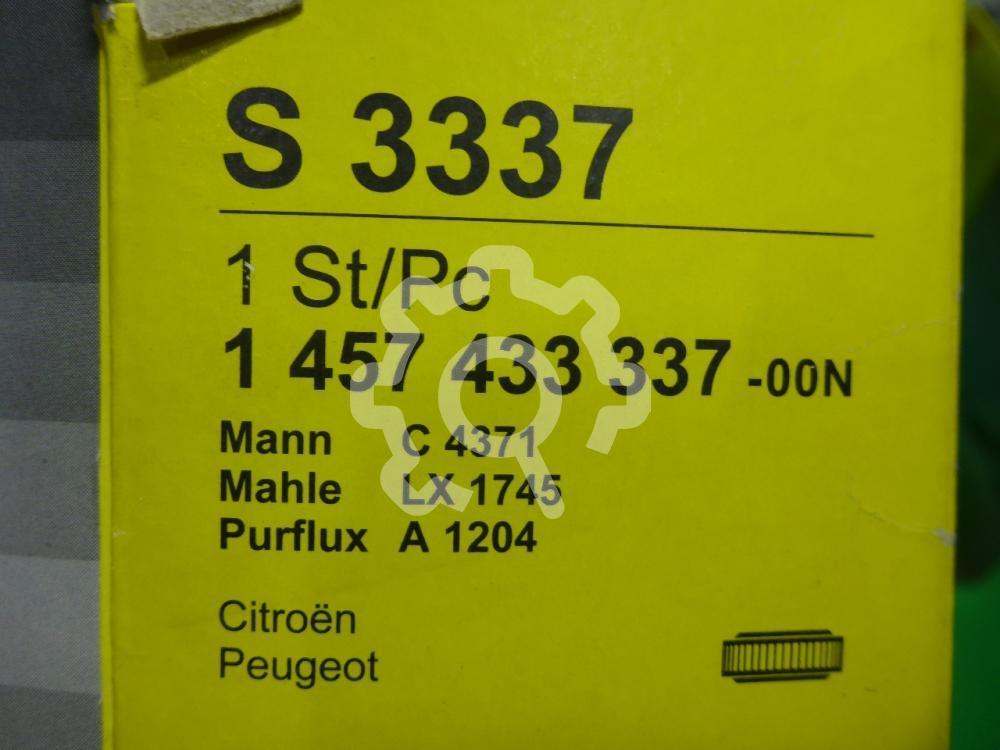 S 3337
1 St/Pc
1 457 433 337 -00N
Mann C 4371
Mahle LX 1745
Purflux A 1204
Citroën
Peugeot